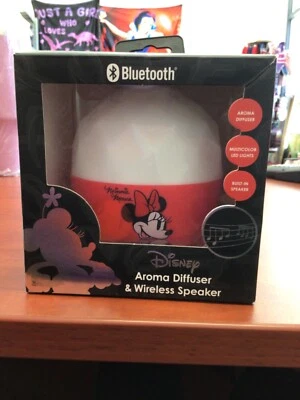 JUST A GIRL
WHO
LOVES
Bluetooth®
AROMA
DIFFUSER
MULTICOLOR
LED LIGHTS
BUILT-IN
SPEAKER
Minnie
Mouse
Disney
Aroma Diffuser
& Wireless Speaker